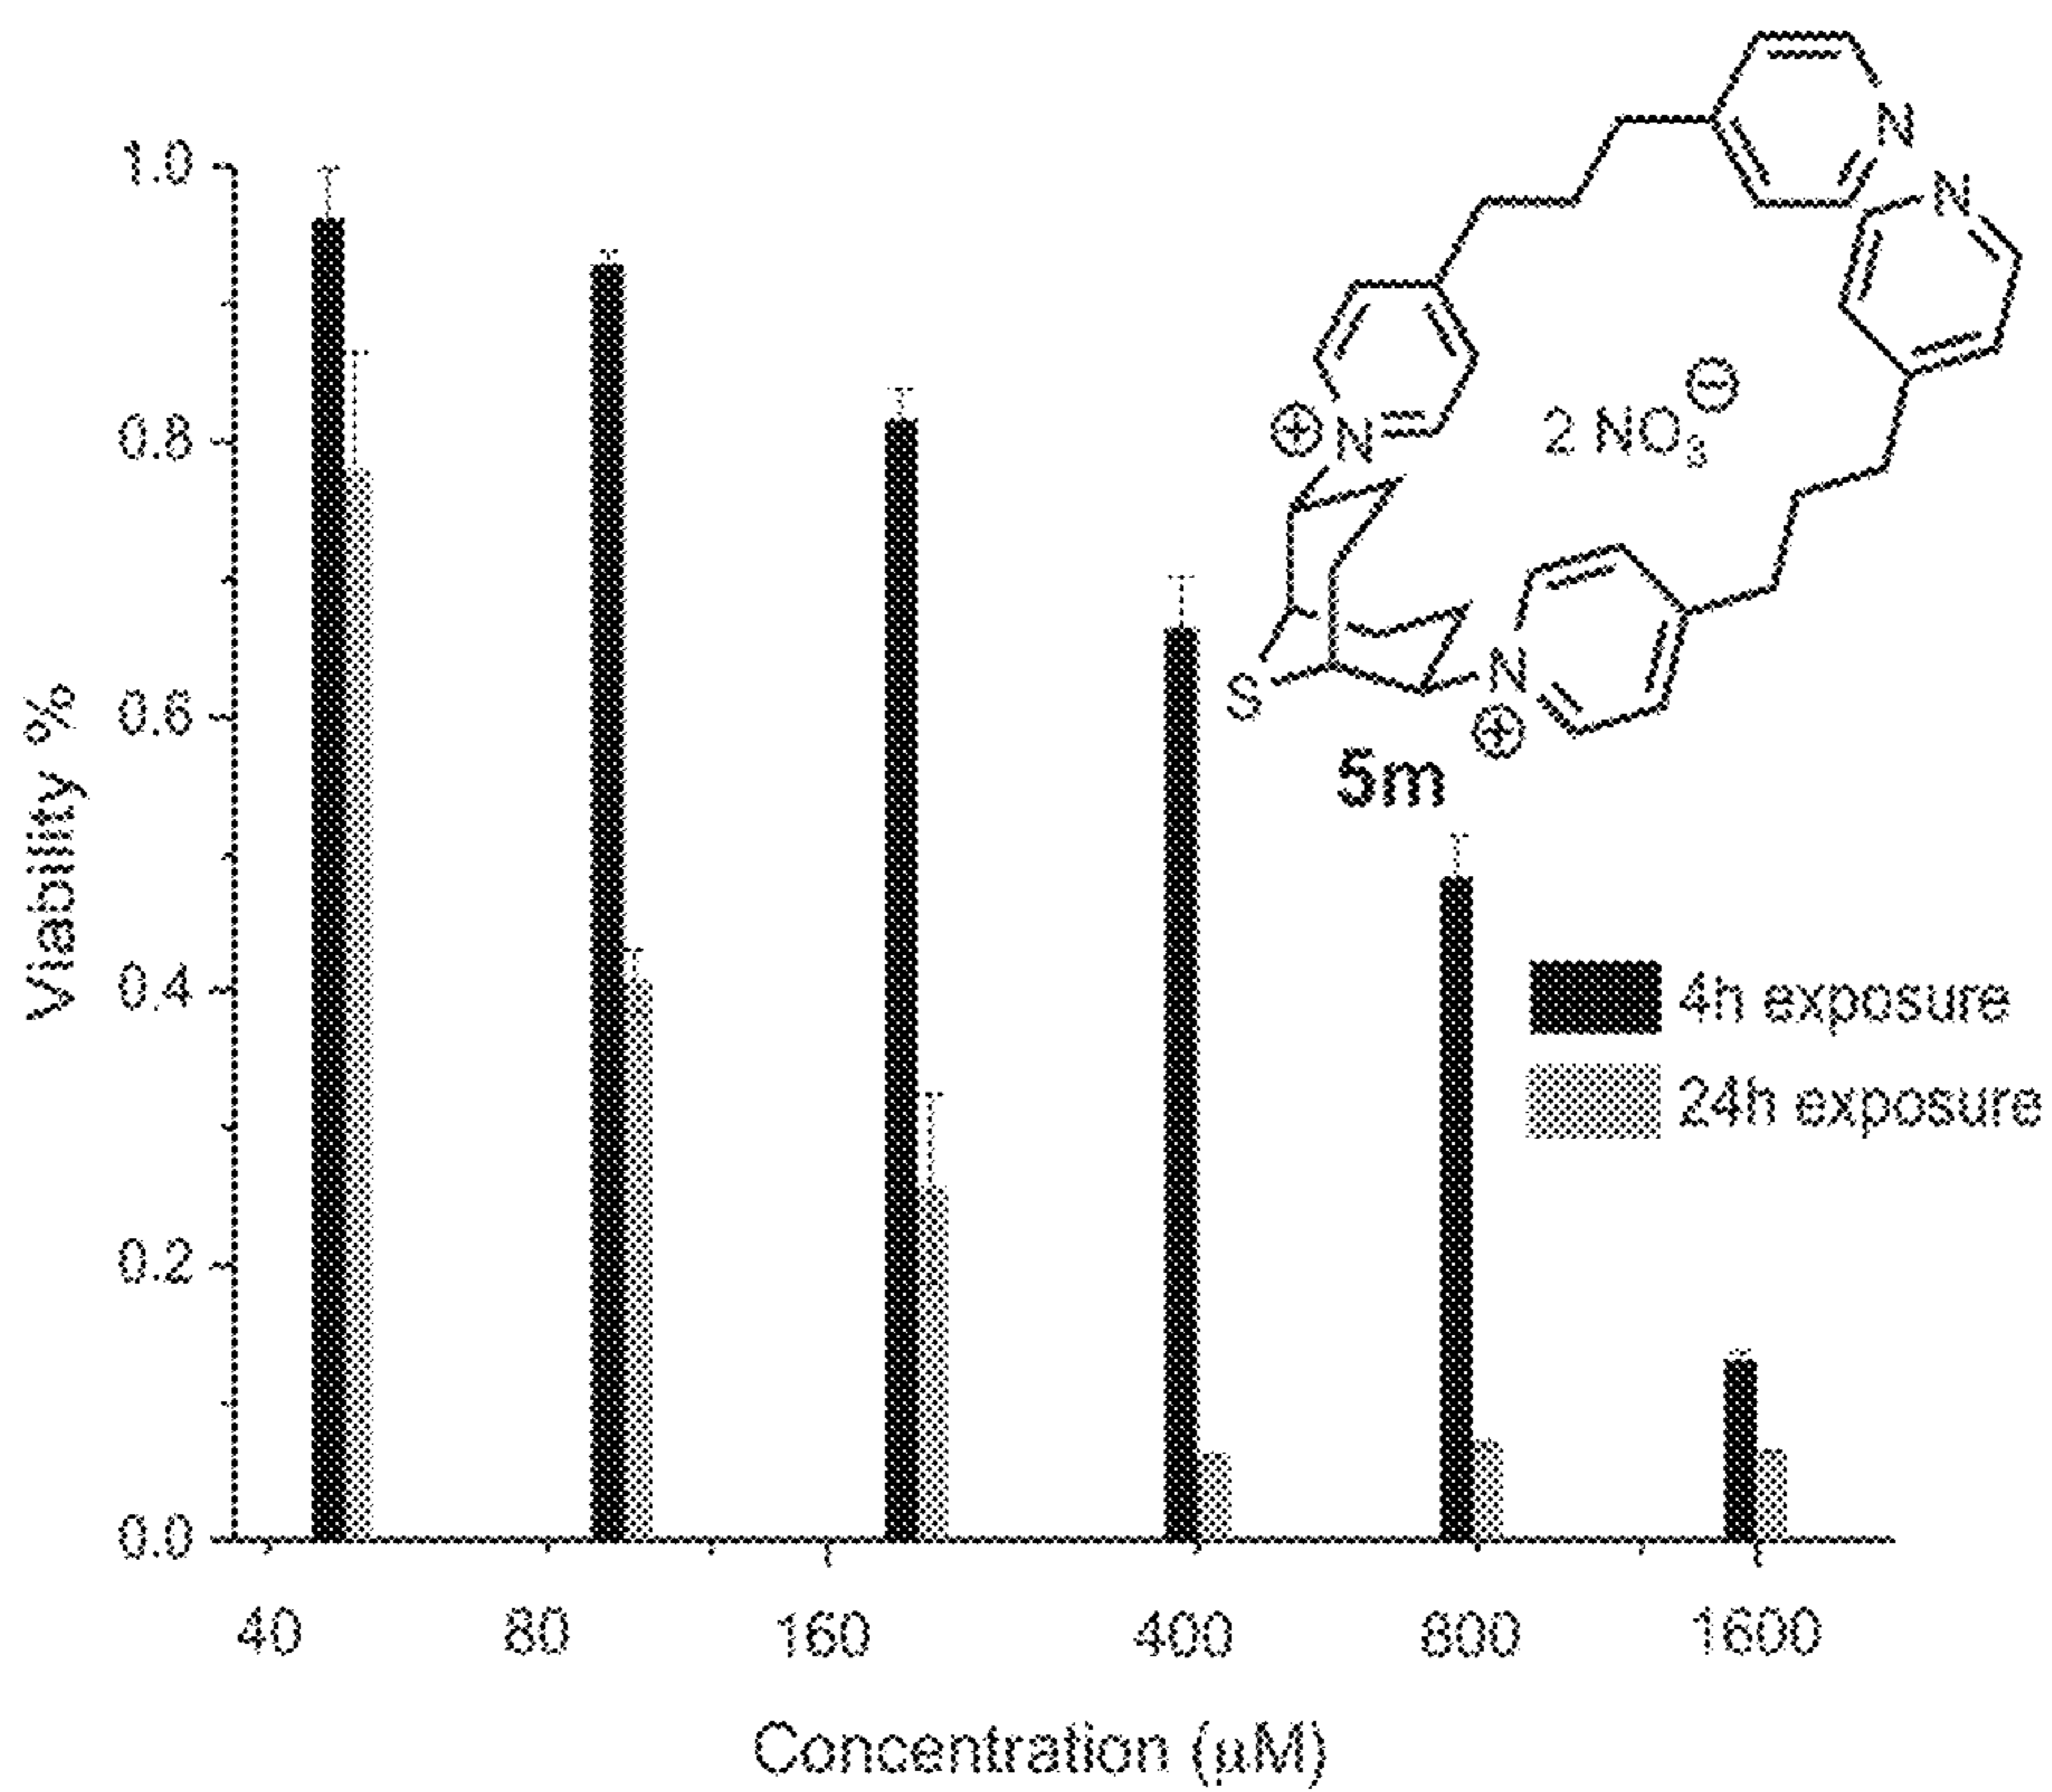 1.0
0.8
0.6
0.4
0.2
0.0
Viability %
40 80 160 400 800 1600
Concentration (μM)
N
N
⊕ N
2 NO3 ⊖
S
N
⊕
5m
4h exposure
24h exposure